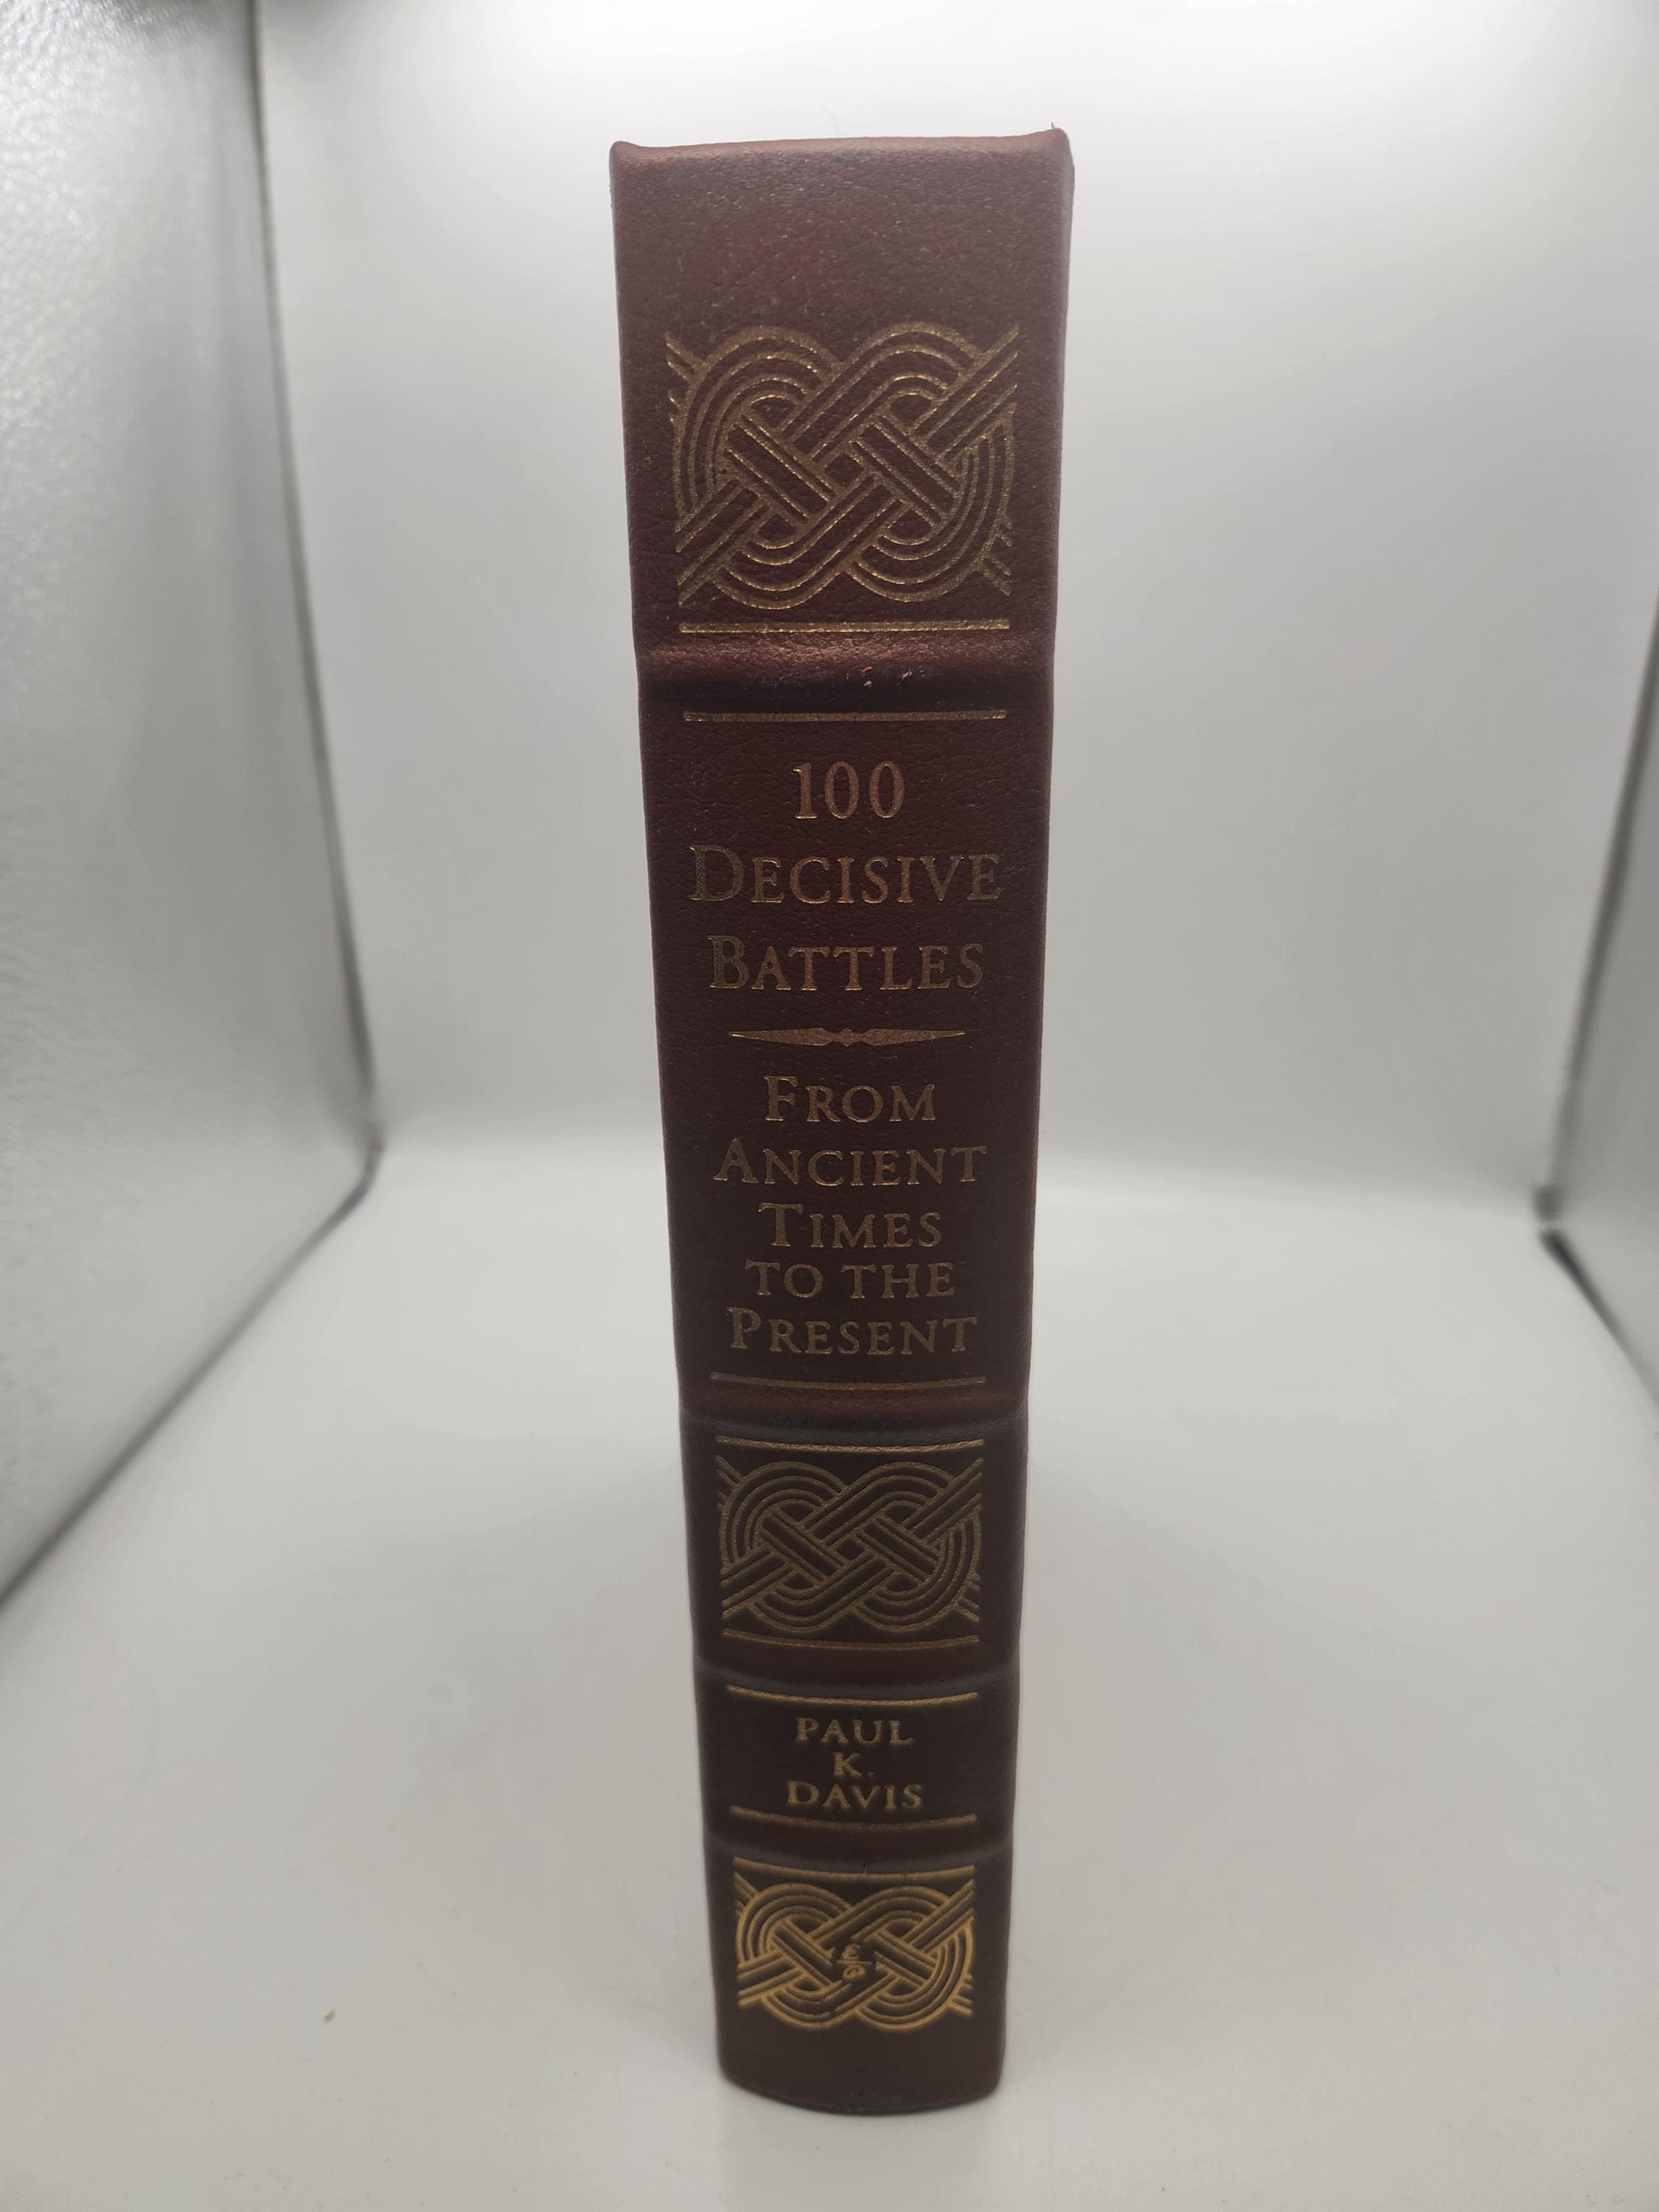 100
DECISIVE
BATTLES
FROM
ANCIENT
TIMES
TO THE
PRESENT
PAUL
K.
DAVIS